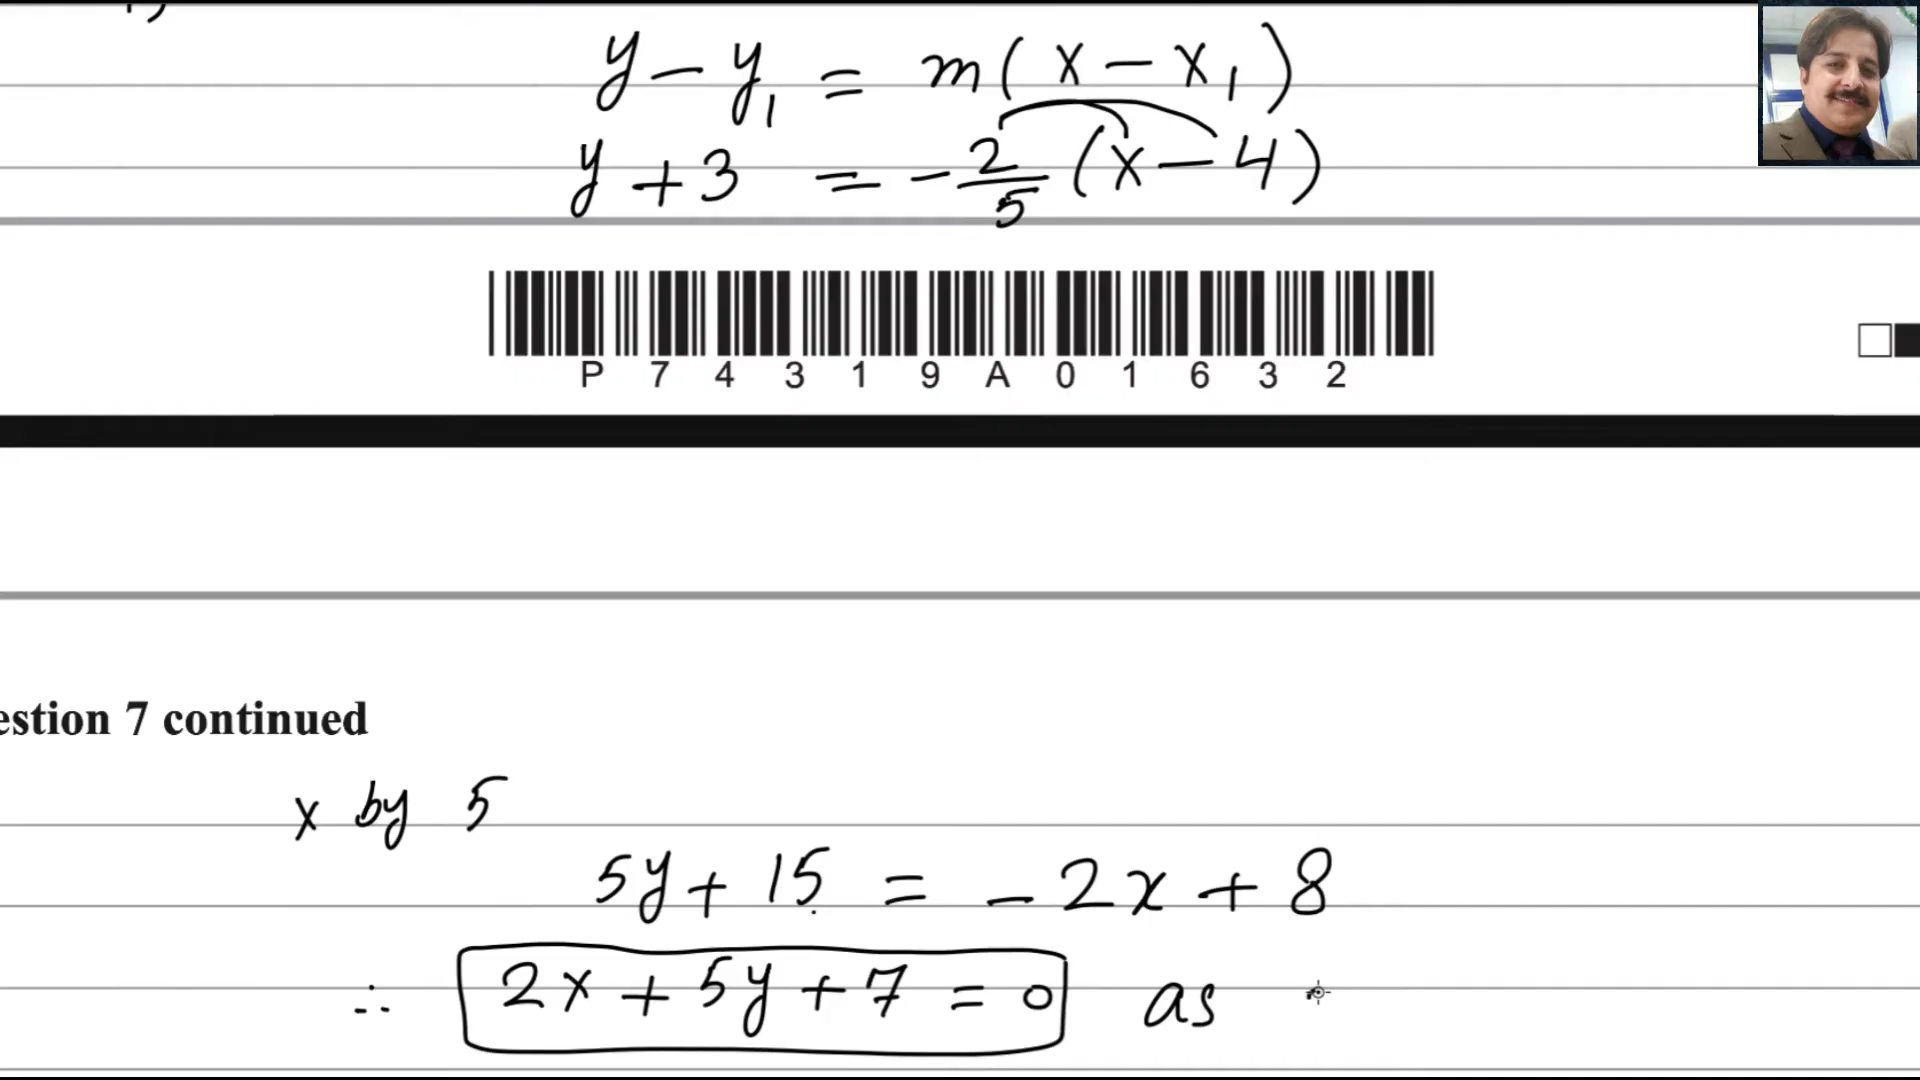 y - y₁ = m(x - x₁)
y + 3 = -2/5 (x - 4)
P 7 4 3 1 9 A 0 1 6 3 2
estion 7 continued
x by 5
5y + 15 = - 2x + 8
∴ 2x + 5y + 7 = 0 as